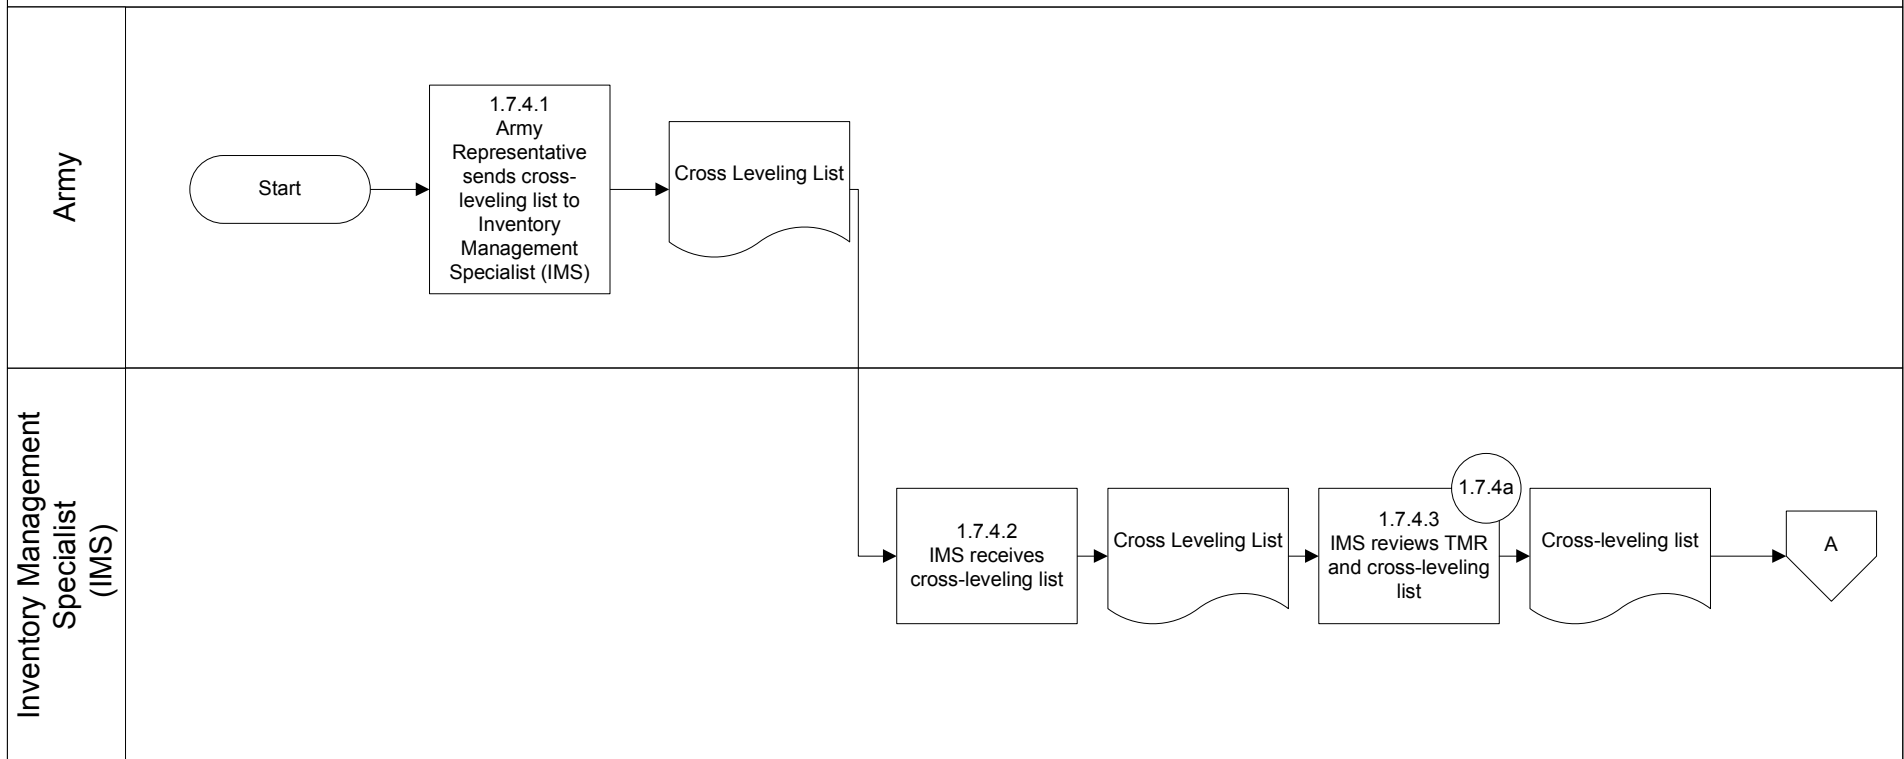 Army
Start
1.7.4.1
Army
Representative
sends cross-
leveling list to
Inventory
Management
Specialist (IMS)
Cross Leveling List
Inventory Management
Specialist
(IMS)
1.7.4.2
IMS receives
cross-leveling list
Cross Leveling List
1.7.4a
1.7.4.3
IMS reviews TMR
and cross-leveling
list
Cross-leveling list
A